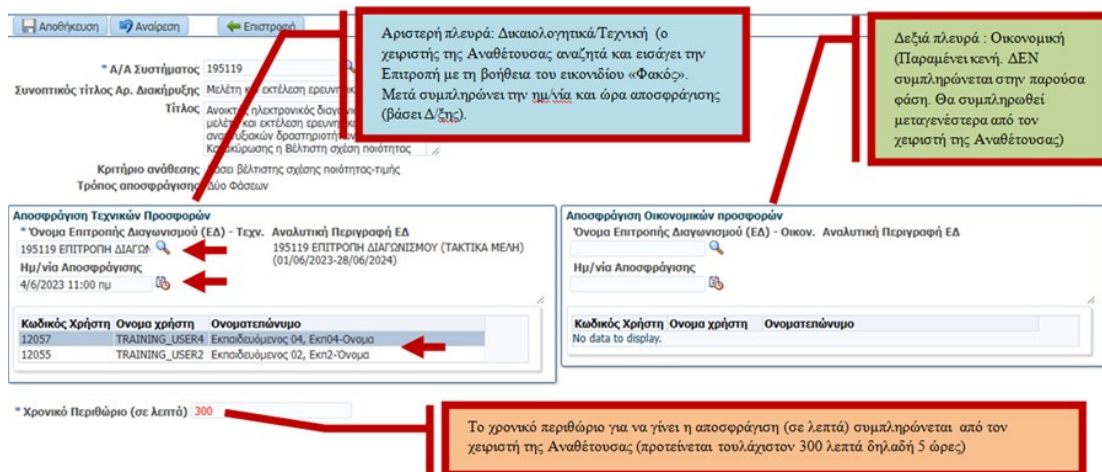 Αποθήκευση Αναίρεση Επιστροφή
Αριστερή πλευρά: Δικαιολογητικά/Τεχνική (ο
χειριστής της Αναθέτουσας αναζητά και εισάγει την
Επιτροπή με τη βοήθεια του εικονιδίου «Φακός».
Μετά συμπληρώνει την ημ/νία και ώρα αποσφράγισης
(βάσει Δ/ξης).
Δεξιά πλευρά : Οικονομική
(Παραμένει κενή. ΔΕΝ
συμπληρώνεται στην παρούσα
φάση. Θα συμπληρωθεί
μεταγενέστερα από τον
χειριστή της Αναθέτουσας)
* Α/Α Συστήματος 195119
Συνοπτικός τίτλος Αρ. Διακήρυξης Μελέτη και εκτέλεση
Τίτλος Ανοικτός ηλεκτρονικός
μελέτη και εκτέλεση
δραστηριοτήτων
η Βέλτιστη σχέση ποιότητας
Κριτήριο ανάθεσης βάσει βέλτιστης σχέσης ποιότητας-τιμής
Τρόπος αποσφράγισης Δύο Φάσεων
Αποσφράγιση Τεχνικών Προσφορών
* Όνομα Επιτροπής Διαγωνισμού (ΕΔ) - Τεχν. Αναλυτική Περιγραφή ΕΔ
195119 ΕΠΙΤΡΟΠΗ ΔΙΑΓΩΝ 195119 ΕΠΙΤΡΟΠΗ ΔΙΑΓΩΝΙΣΜΟΥ (ΤΑΚΤΙΚΑ ΜΕΛΗ)
(01/06/2023-28/06/2024)
Ημ/νία Αποσφράγισης
4/6/2023 11:00 πμ
Κωδικός Χρήστη Ονομα χρήστη Ονοματεπώνυμο
12057 TRAINING_USER4 Εκπαιδευόμενος 04, Εκπ04-Ονομα
12055 TRAINING_USER2 Εκπαιδευόμενος 02, Εκπ2-Όνομα
Αποσφράγιση Οικονομικών προσφορών
Όνομα Επιτροπής Διαγωνισμού (ΕΔ) - Οικον. Αναλυτική Περιγραφή ΕΔ
Ημ/νία Αποσφράγισης
Κωδικός Χρήστη Ονομα χρήστη Ονοματεπώνυμο
No data to display.
* Χρονικό Περιθώριο (σε λεπτά) 300
Το χρονικό περιθώριο για να γίνει η αποσφράγιση (σε λεπτά) συμπληρώνεται από τον
χειριστή της Αναθέτουσας (προτείνεται τουλάχιστον 300 λεπτά δηλαδή 5 ώρες)